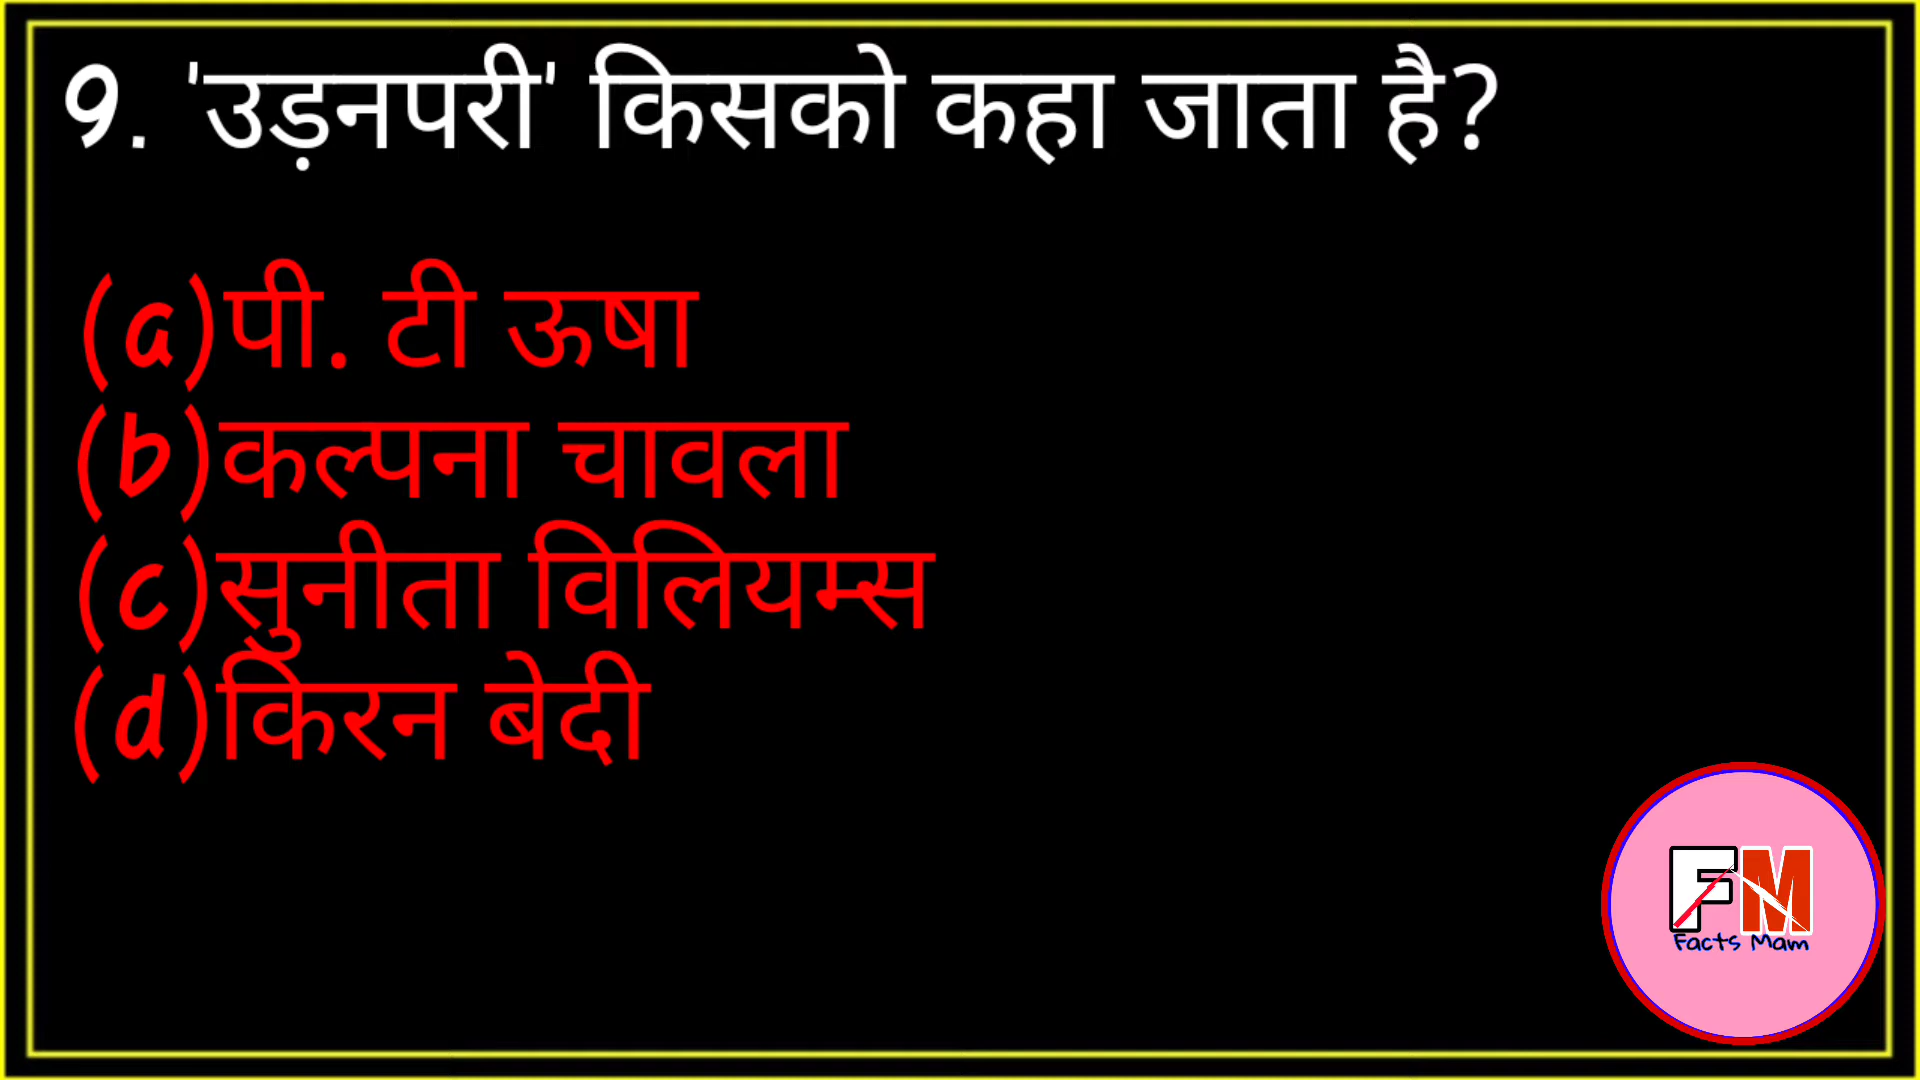 9. 'उड़नपरी' किसको कहा जाता है?
(a)पी. टी ऊषा
(b)कल्पना चावला
(c)सुनीता विलियम्स
(d)किरन बेदी
FM
Facts Mam